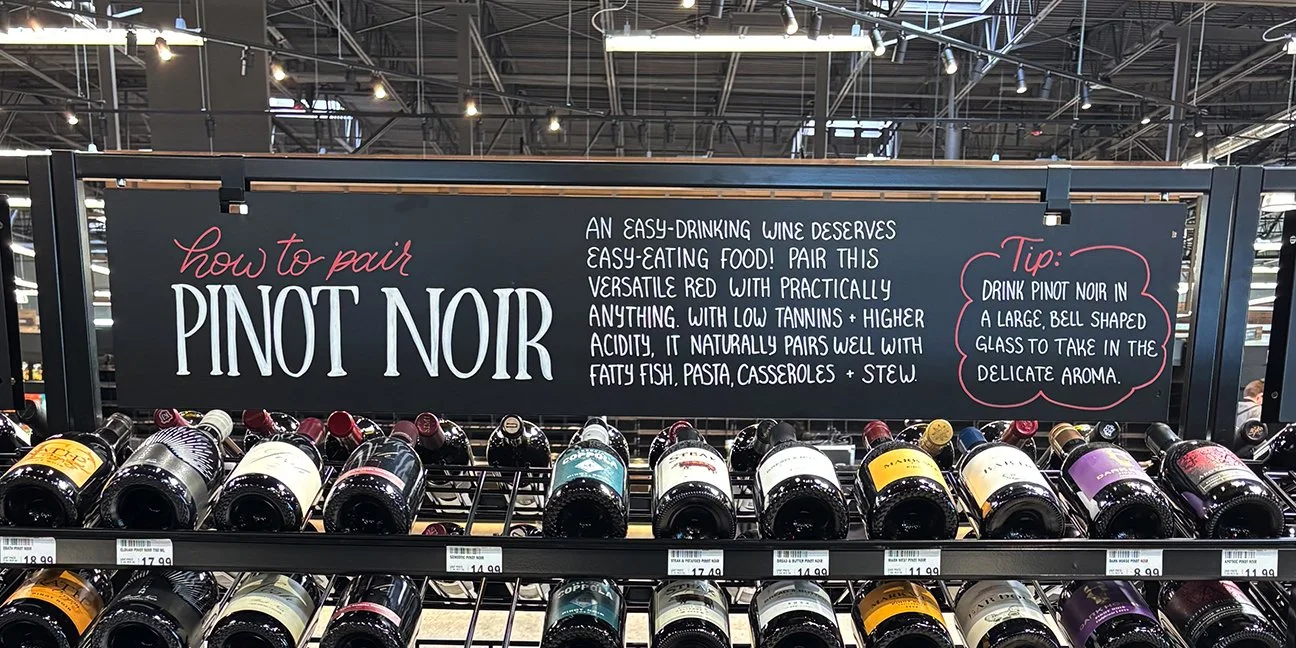 how to pair
PINOT NOIR
AN EASY-DRINKING WINE DESERVES
EASY-EATING FOOD! PAIR THIS
VERSATILE RED WITH PRACTICALLY
ANYTHING. WITH LOW TANNINS + HIGHER
ACIDITY, IT NATURALLY PAIRS WELL WITH
FATTY FISH, PASTA, CASSEROLES + STEW.
Tip:
DRINK PINOT NOIR IN
A LARGE, BELL SHAPED
GLASS TO TAKE IN THE
DELICATE AROMA.
COPPOLA
DARK
18.99
17.99
14.99
17.49
14.99
11.99
8.99
11.99
COPPOLA